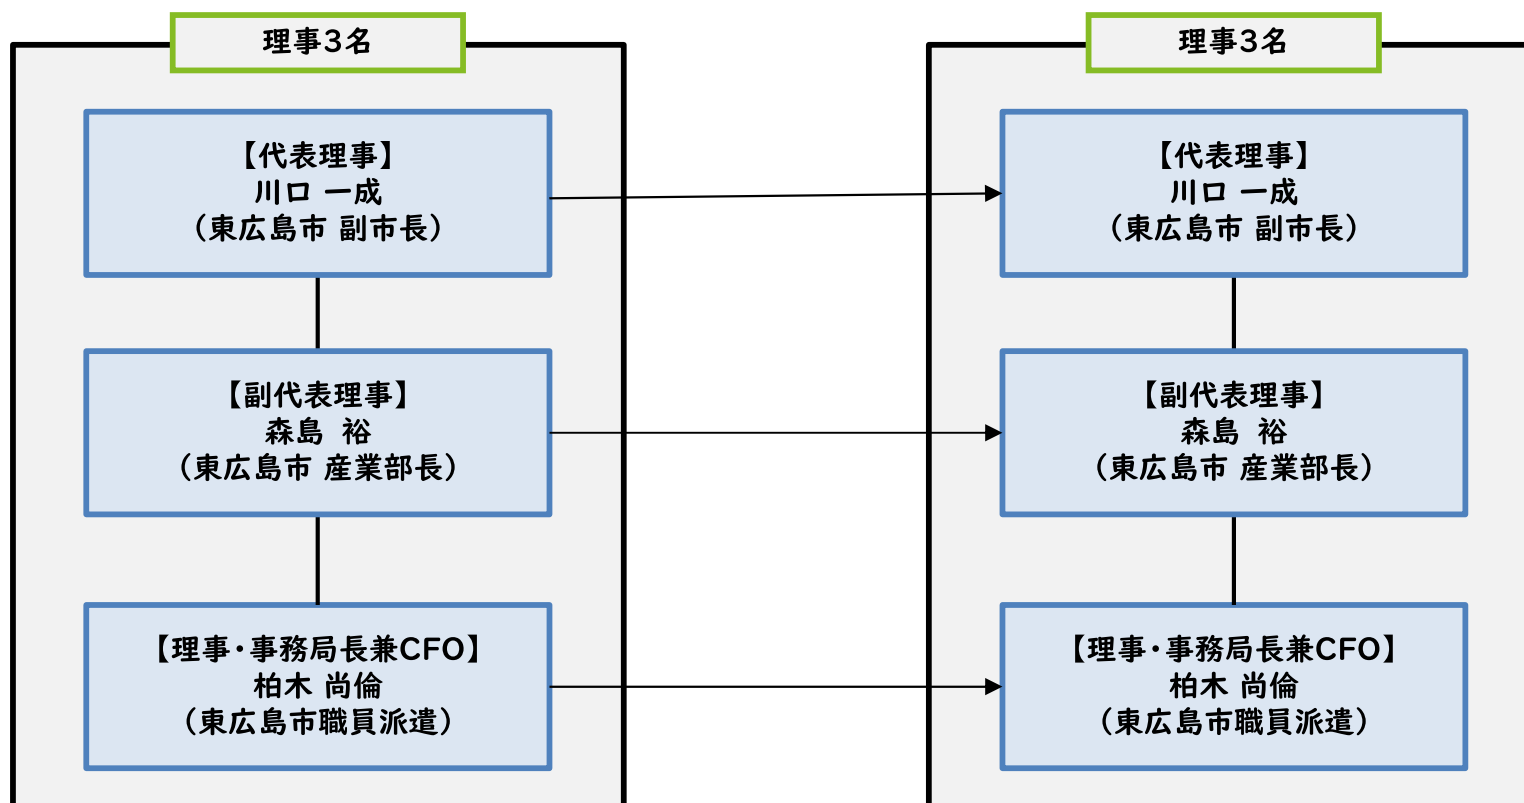 理事3名
【代表理事】
川口 一成
（東広島市 副市長）
【副代表理事】
森島 裕
（東広島市 産業部長）
【理事・事務局長兼CFO】
柏木 尚倫
（東広島市職員派遣）
理事3名
【代表理事】
川口 一成
（東広島市 副市長）
【副代表理事】
森島 裕
（東広島市 産業部長）
【理事・事務局長兼CFO】
柏木 尚倫
（東広島市職員派遣）